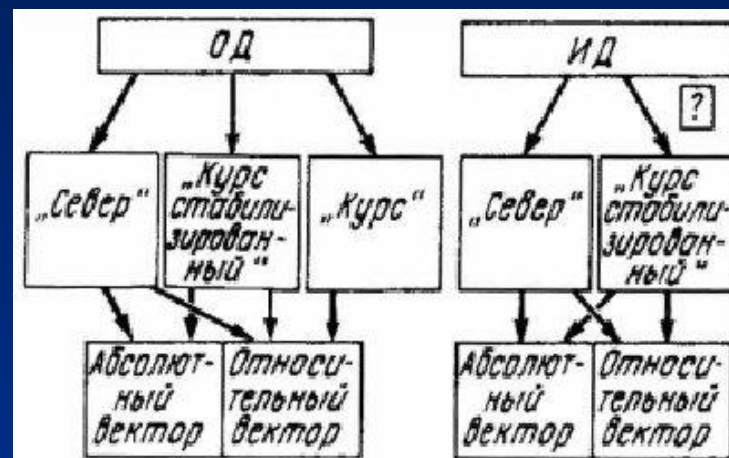 ОД
ИД
?
„Север“
„Курс
стабили-
зирован-
ный“
„Курс“
„Север“
„Курс
стабили-
зирован-
ный“
Абсолют-
ный
вектор
Относи-
тельный
вектор
Абсолют-
ный
вектор
Относи-
тельный
вектор